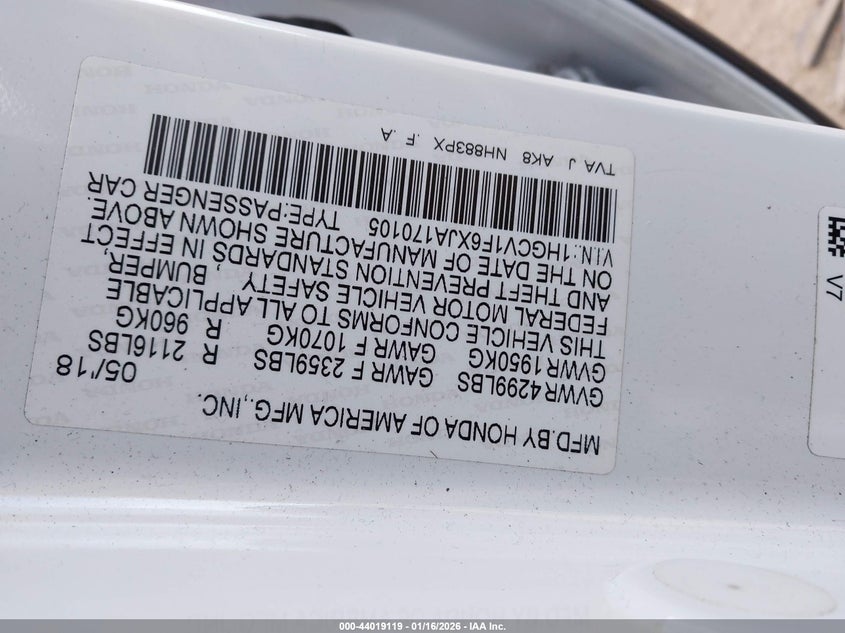 MFD.BY HONDA OF AMERICA MFG.,INC.
05/18
GVWR 4299LBS GAWR F 2359LBS R 2116LBS
GVWR 1950KG GAWR F 1070KG R 960KG
THIS VEHICLE CONFORMS TO ALL APPLICABLE
FEDERAL MOTOR VEHICLE SAFETY , BUMPER,
AND THEFT PREVENTION STANDARDS IN EFFECT
ON THE DATE OF MANUFACTURE SHOWN ABOVE.
V.I.N.:1HGCV1F6XJA170105 TYPE:PASSENGER CAR
TVA J AK8 NH883PX .F .A
V7
000-44019119 - 01/16/2026 - IAA Inc.